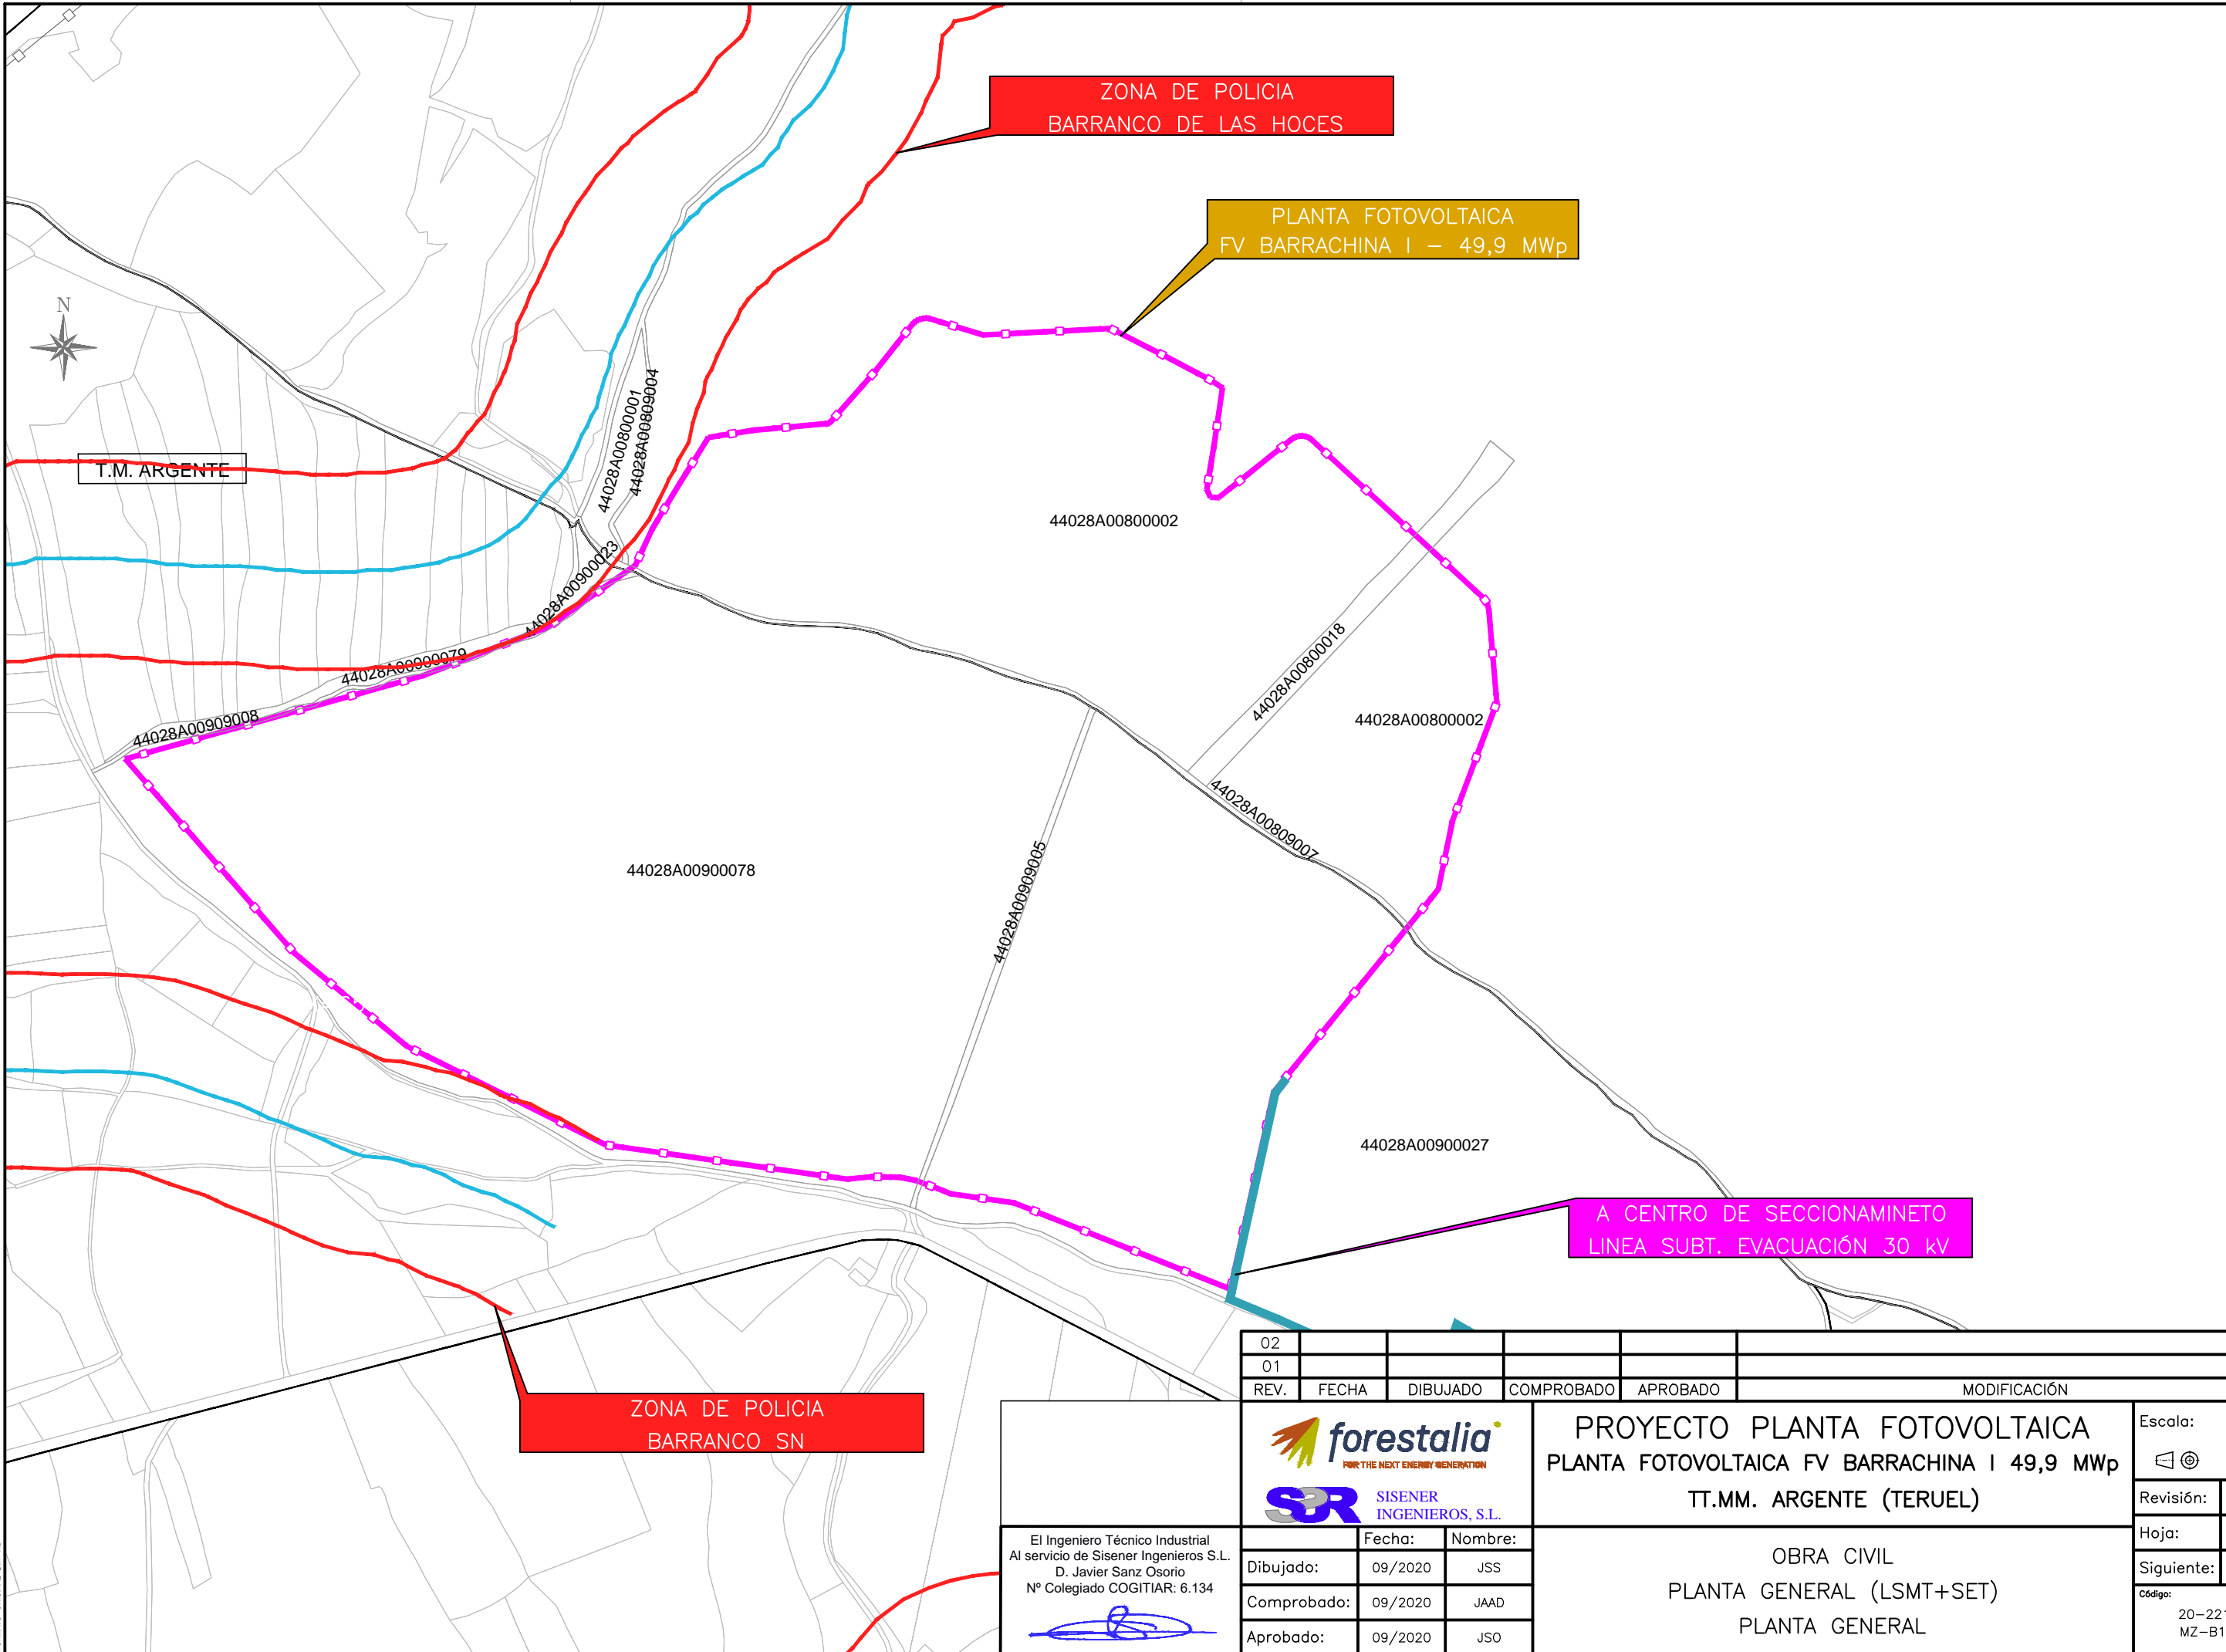 ZONA DE POLICIA
BARRANCO DE LAS HOCES
PLANTA FOTOVOLTAICA
FV BARRACHINA I - 49,9 MWp
N
T.M. ARGENTE
44028A00800001
44028A00809004
44028A00900023
44028A00900079
44028A00909008
44028A00800002
44028A00800018
44028A00800002
44028A00809007
44028A00900078
44028A00909005
44028A00900027
A CENTRO DE SECCIONAMINETO
LINEA SUBT. EVACUACIÓN 30 kV
ZONA DE POLICIA
BARRANCO SN
02
01
REV. FECHA DIBUJADO COMPROBADO APROBADO MODIFICACIÓN
forestalia
FOR THE NEXT ENERGY GENERATION
SISENER
INGENIEROS, S.L.
PROYECTO PLANTA FOTOVOLTAICA
PLANTA FOTOVOLTAICA FV BARRACHINA I 49,9 MWp
TT.MM. ARGENTE (TERUEL)
Escala:
Revisión:
Hoja:
Siguiente:
Código:
20-221
MZ-B1
El Ingeniero Técnico Industrial
Al servicio de Sisener Ingenieros S.L.
D. Javier Sanz Osorio
Nº Colegiado COGITIAR: 6.134
Fecha: Nombre:
Dibujado: 09/2020 JSS
Comprobado: 09/2020 JAAD
Aprobado: 09/2020 JSO
OBRA CIVIL
PLANTA GENERAL (LSMT+SET)
PLANTA GENERAL